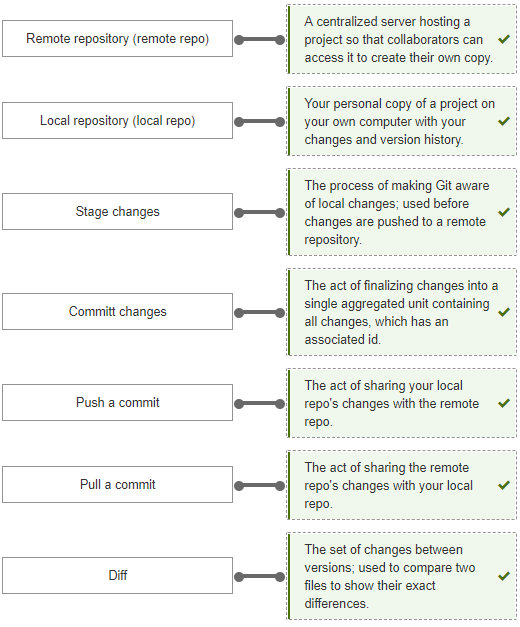 Remote repository (remote repo)
A centralized server hosting a
project so that collaborators can
access it to create their own copy.
Local repository (local repo)
Your personal copy of a project on
your own computer with your
changes and version history.
Stage changes
The process of making Git aware
of local changes; used before
changes are pushed to a remote
repository.
Committ changes
The act of finalizing changes into a
single aggregated unit containing
all changes, which has an
associated id.
Push a commit
The act of sharing your local
repo's changes with the remote
repo.
Pull a commit
The act of sharing the remote
repo's changes with your local
repo.
Diff
The set of changes between
versions; used to compare two
files to show their exact
differences.